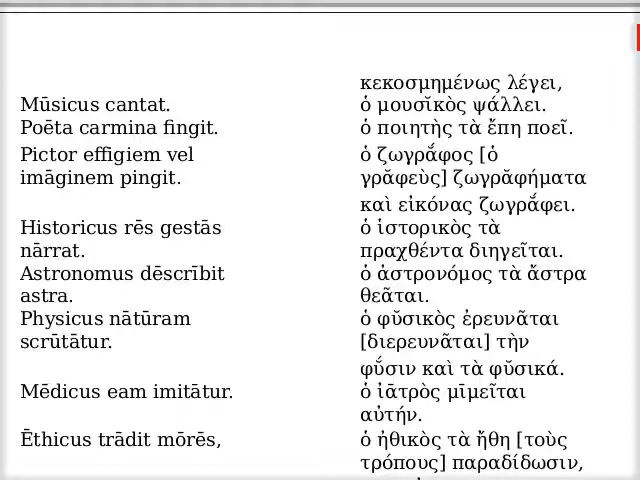 κεκοσμημένως λέγει,
Mūsicus cantat.
ὁ μουσῐκὸς ψάλλει.
Poēta carmina fingit.
ὁ ποιητὴς τὰ ἔπη ποεῖ.
Pictor effigiem vel
imāginem pingit.
ὁ ζωγρᾰ́φος [ὁ
γρᾰφεὺς] ζωγρᾰφήματα
καὶ εἰκόνας ζωγρᾰ́φει.
Historicus rēs gestās
nārrat.
ὁ ἱστορικὸς τὰ
πραχθέντα διηγεῖται.
Astronomus dēscrībit
astra.
ὁ ἀστρονόμος τὰ ἄστρα
θεᾶται.
Physicus nātūram
scrūtātur.
ὁ φῠσικὸς ἐρευνᾶται
[διερευνᾶται] τὴν
φῠ́σιν καὶ τὰ φῠσικά.
Mēdicus eam imitātur.
ὁ ἰᾱτρὸς μῑμεῖται
αὐτήν.
Ēthicus trādit mōrēs,
ὁ ἠθικὸς τὰ ἤθη [τοὺς
τρόπους] παραδίδωσιν,